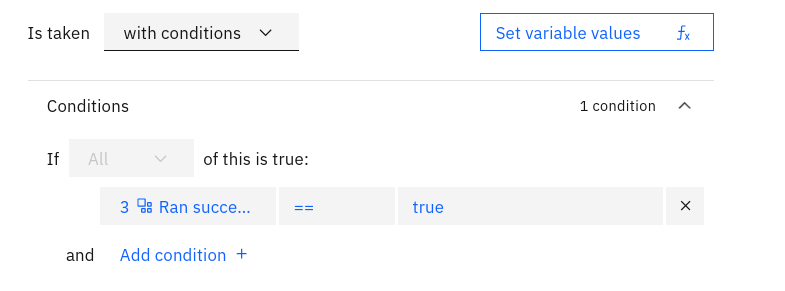 Is taken with conditions Set variable values fx
Conditions 1 condition
If All of this is true:
3 Ran succe... == true
and Add condition +